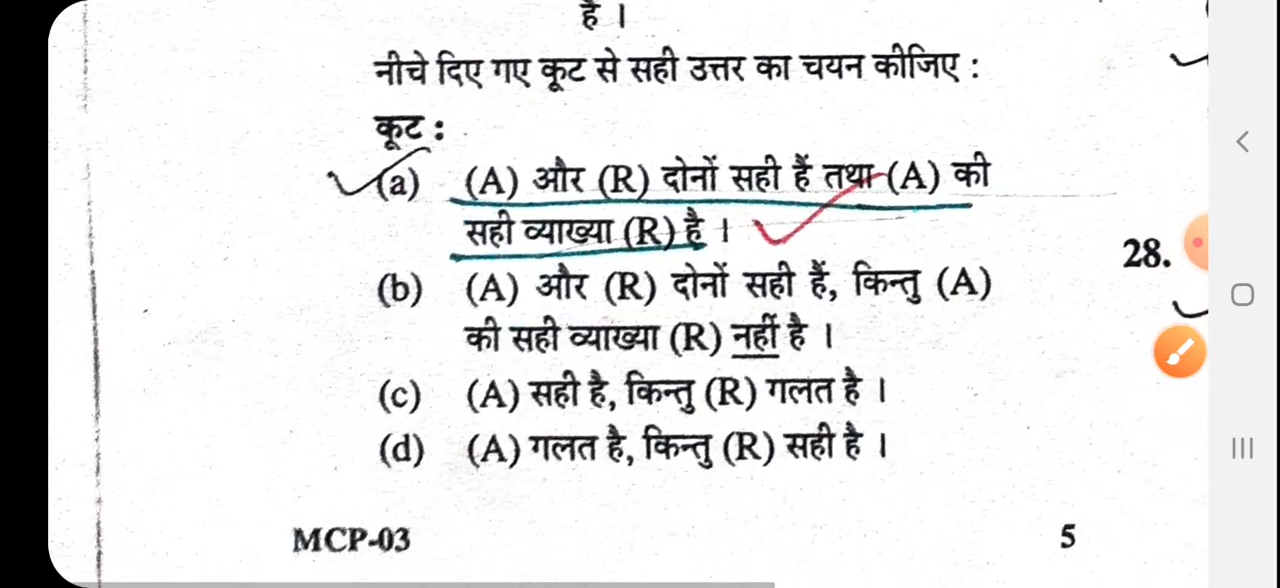 है ।
नीचे दिए गए कूट से सही उत्तर का चयन कीजिए :
कूट :
(a) (A) और (R) दोनों सही हैं तथा (A) की
सही व्याख्या (R) है ।
(b) (A) और (R) दोनों सही हैं, किन्तु (A)
की सही व्याख्या (R) नहीं है ।
(c) (A) सही है, किन्तु (R) गलत है ।
(d) (A) गलत है, किन्तु (R) सही है ।
28.
MCP-03
5